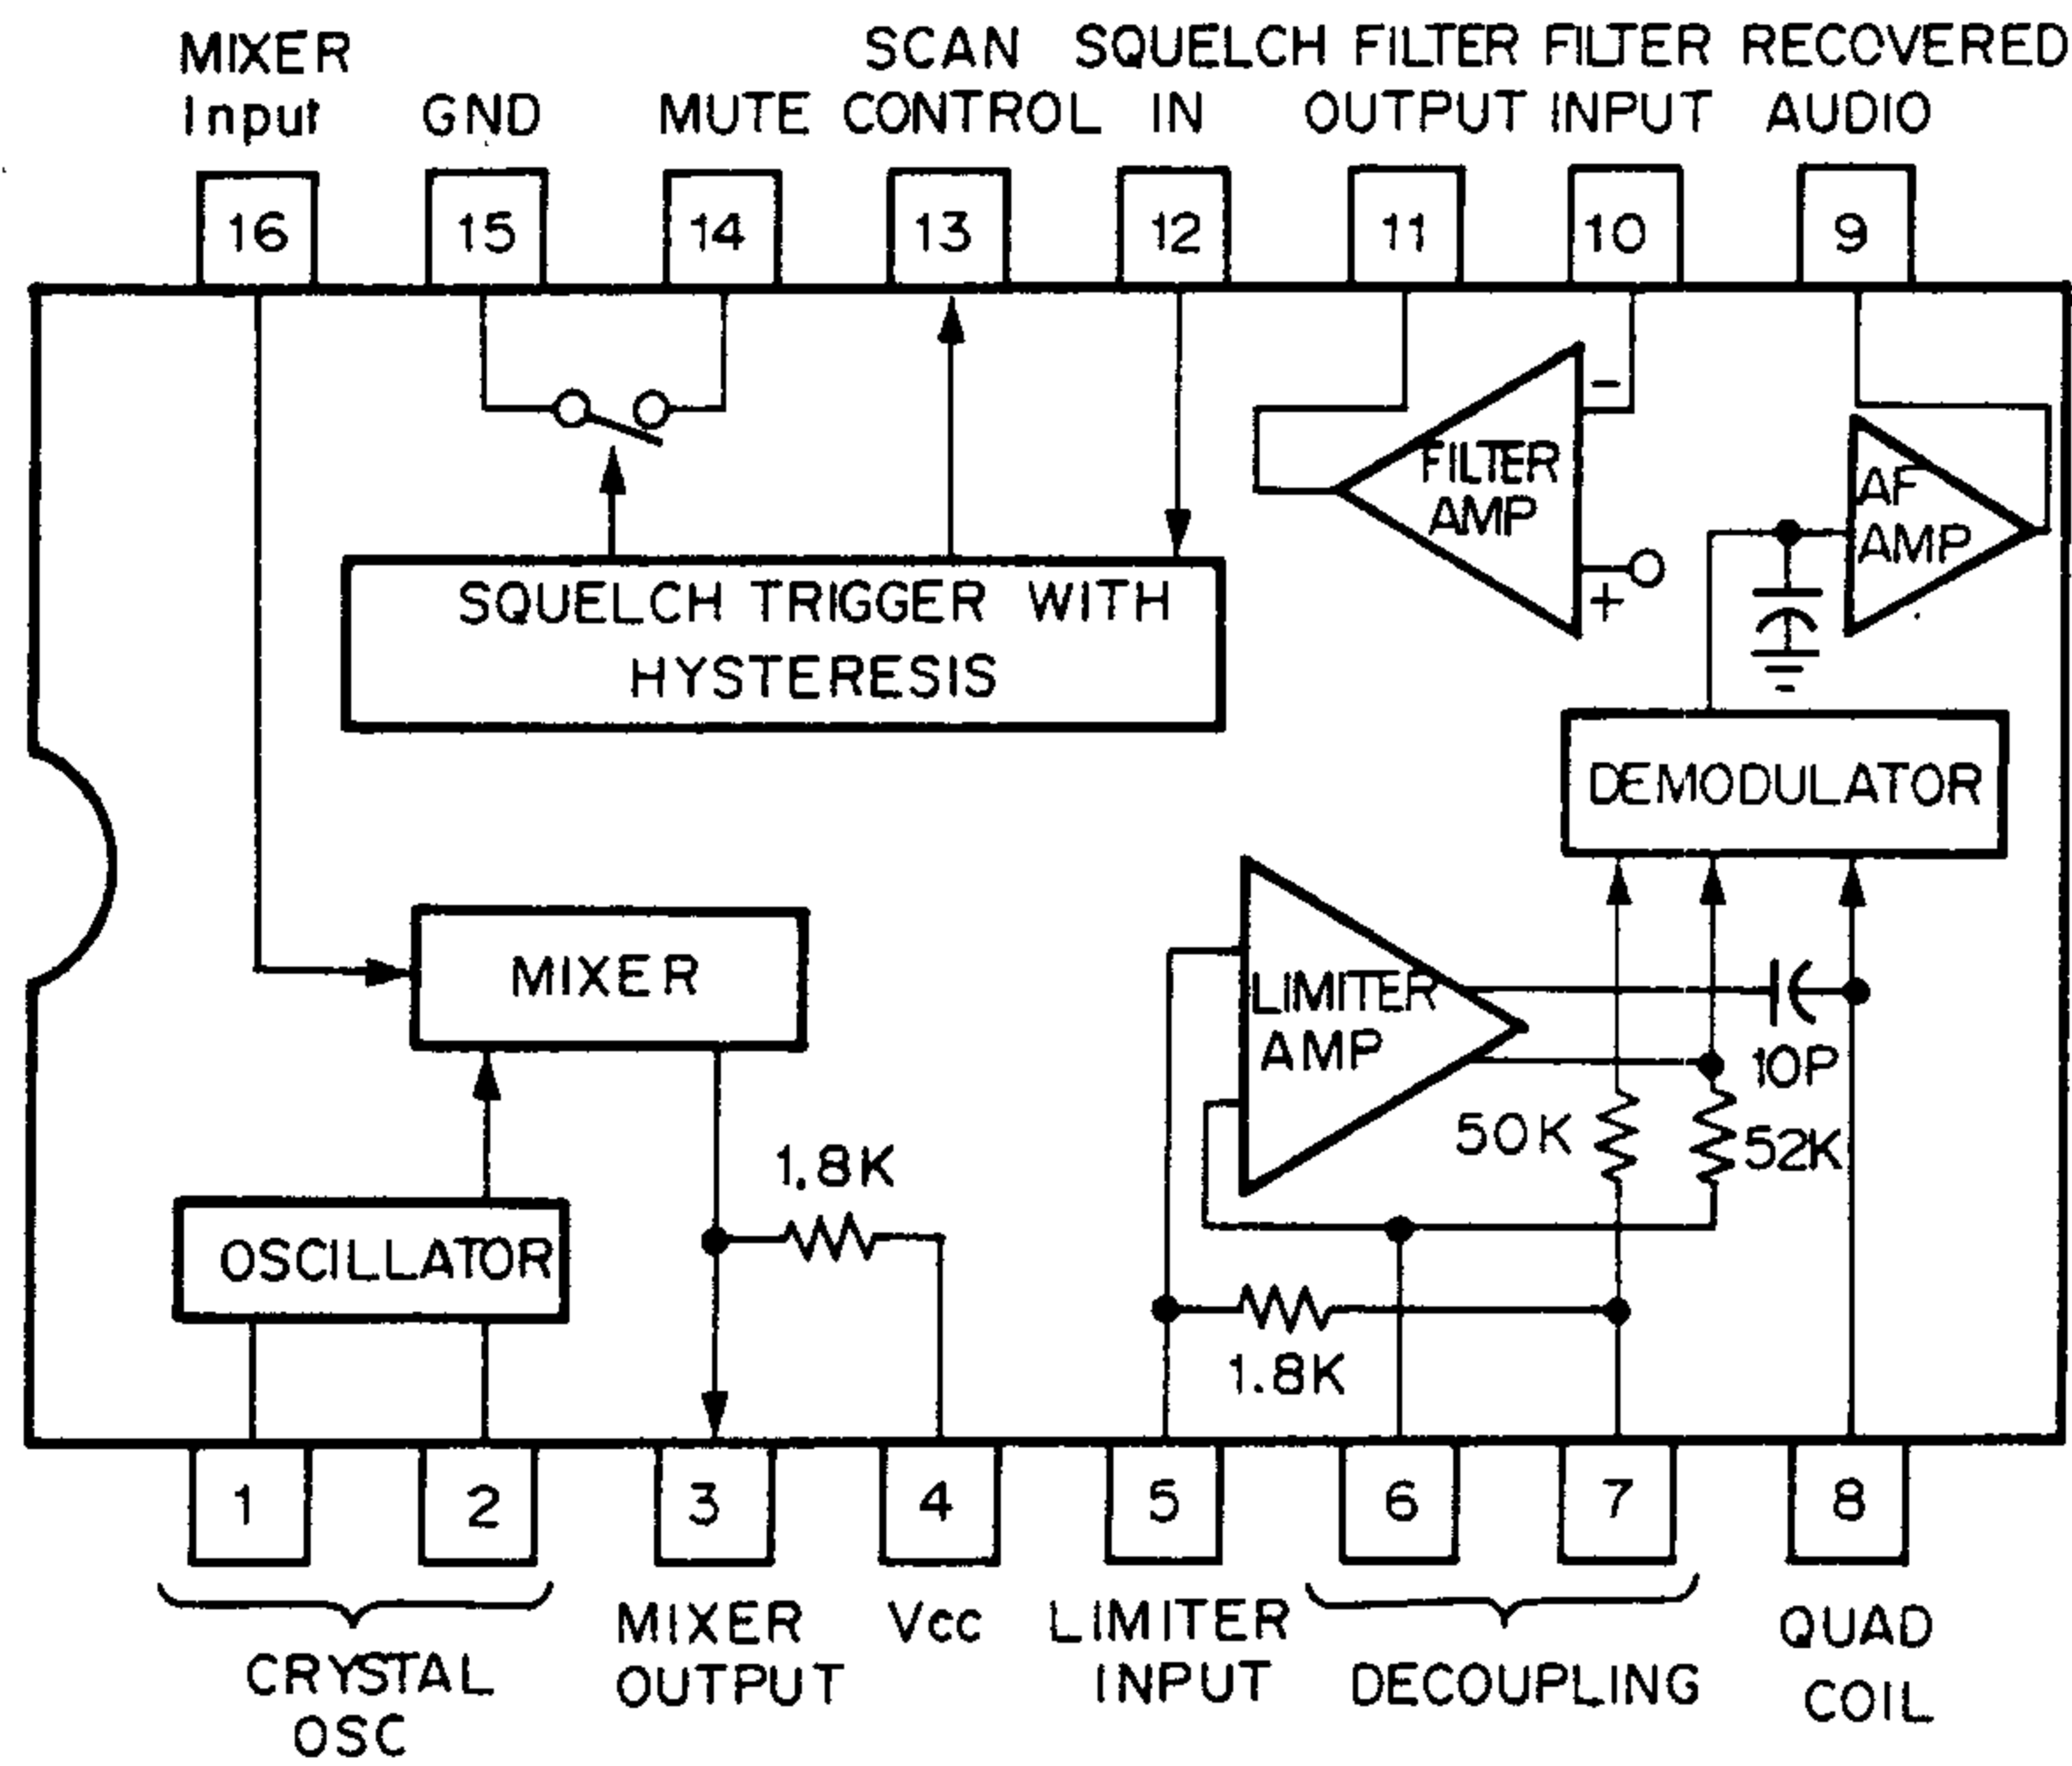 MIXER
Input
GND
MUTE
SCAN
CONTROL
SQUELCH
IN
FILTER
OUTPUT
FILTER
INPUT
RECOVERED
AUDIO
16
15
14
13
12
11
10
9
-
FILTER
AMP
+
AF
AMP
SQUELCH TRIGGER WITH
HYSTERESIS
DEMODULATOR
MIXER
LIMITER
AMP
10P
50K
52K
1.8K
OSCILLATOR
1.8K
1
2
3
4
5
6
7
8
CRYSTAL
OSC
MIXER
OUTPUT
Vcc
LIMITER
INPUT
DECOUPLING
QUAD
COIL